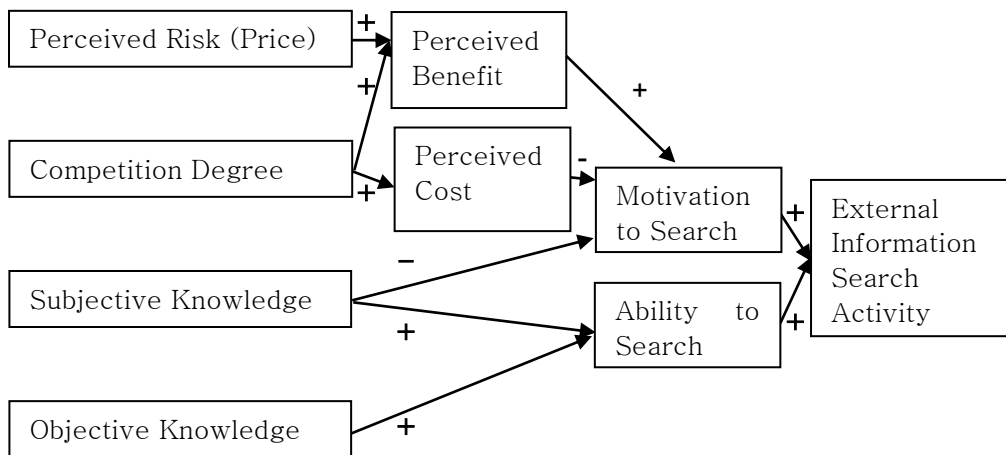 Perceived Risk (Price)
+
Perceived
Benefit
+
+
Competition Degree
+
Perceived
Cost
-
Motivation
to Search
+
External
Information
Search
Activity
−
Subjective Knowledge
+
Ability to
Search
+
Objective Knowledge
+